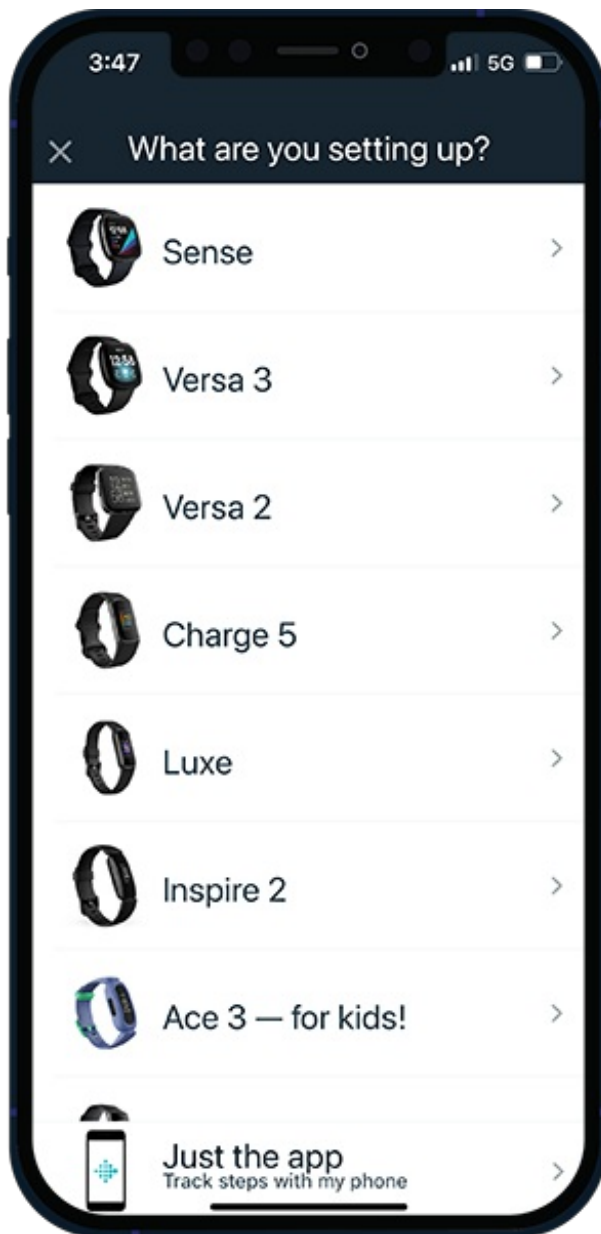 3:47
5G
What are you setting up?
Sense
Versa 3
Versa 2
Charge 5
Luxe
Inspire 2
Ace 3 — for kids!
Just the app
Track steps with my phone